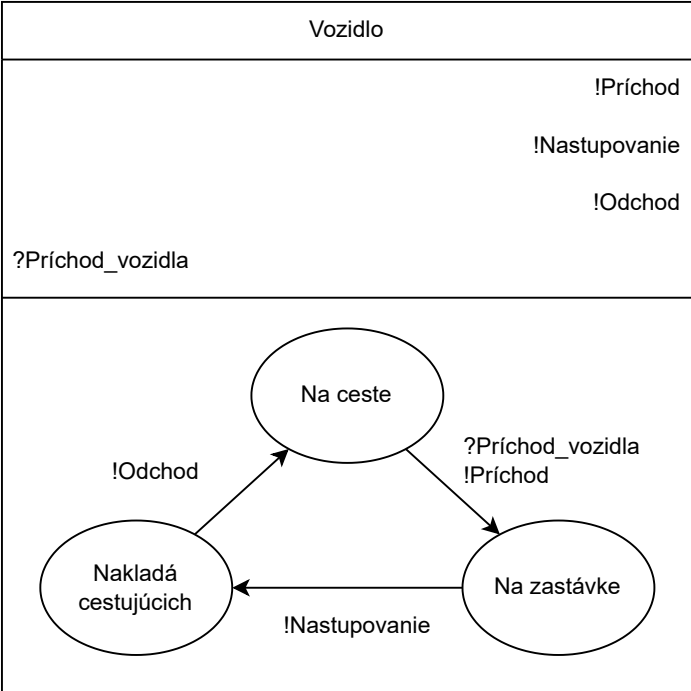 Vozidlo
!Príchod
!Nastupovanie
!Odchod
?Príchod_vozidla
Na ceste
?Príchod_vozidla
!Príchod
!Odchod
Nakladá
cestujúcich
Na zastávke
!Nastupovanie